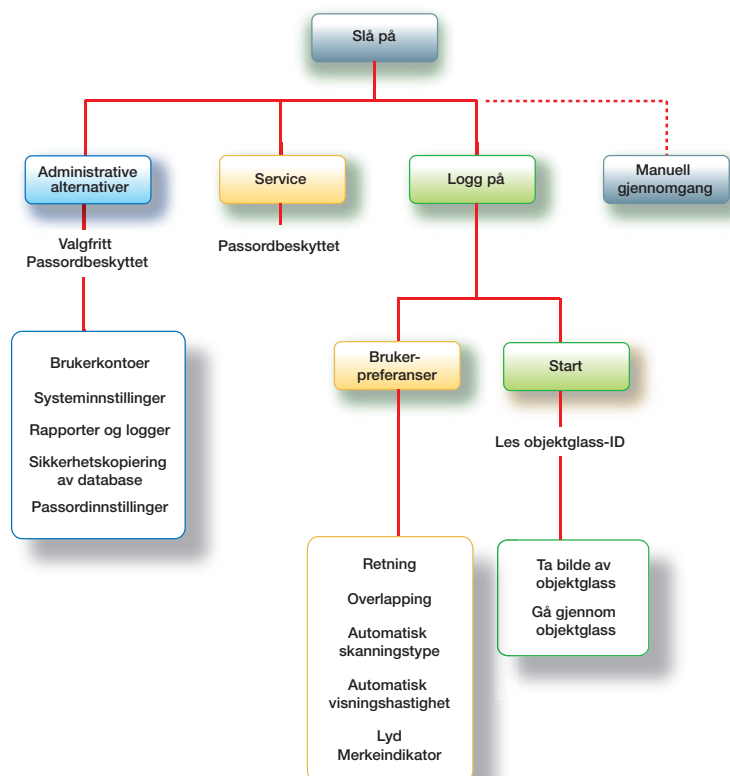 Slå på
Administrative
alternativer
Service
Logg på
Manuell
gjennomgang
Valgfritt
Passordbeskyttet
Passordbeskyttet
Brukerkontoer
Systeminnstillinger
Rapporter og logger
Sikkerhetskopiering
av database
Passordinnstillinger
Bruker-
preferanser
Start
Les objektglass-ID
Retning
Overlapping
Automatisk
skanningstype
Automatisk
visningshastighet
Lyd
Merkeindikator
Ta bilde av
objektglass
Gå gjennom
objektglass